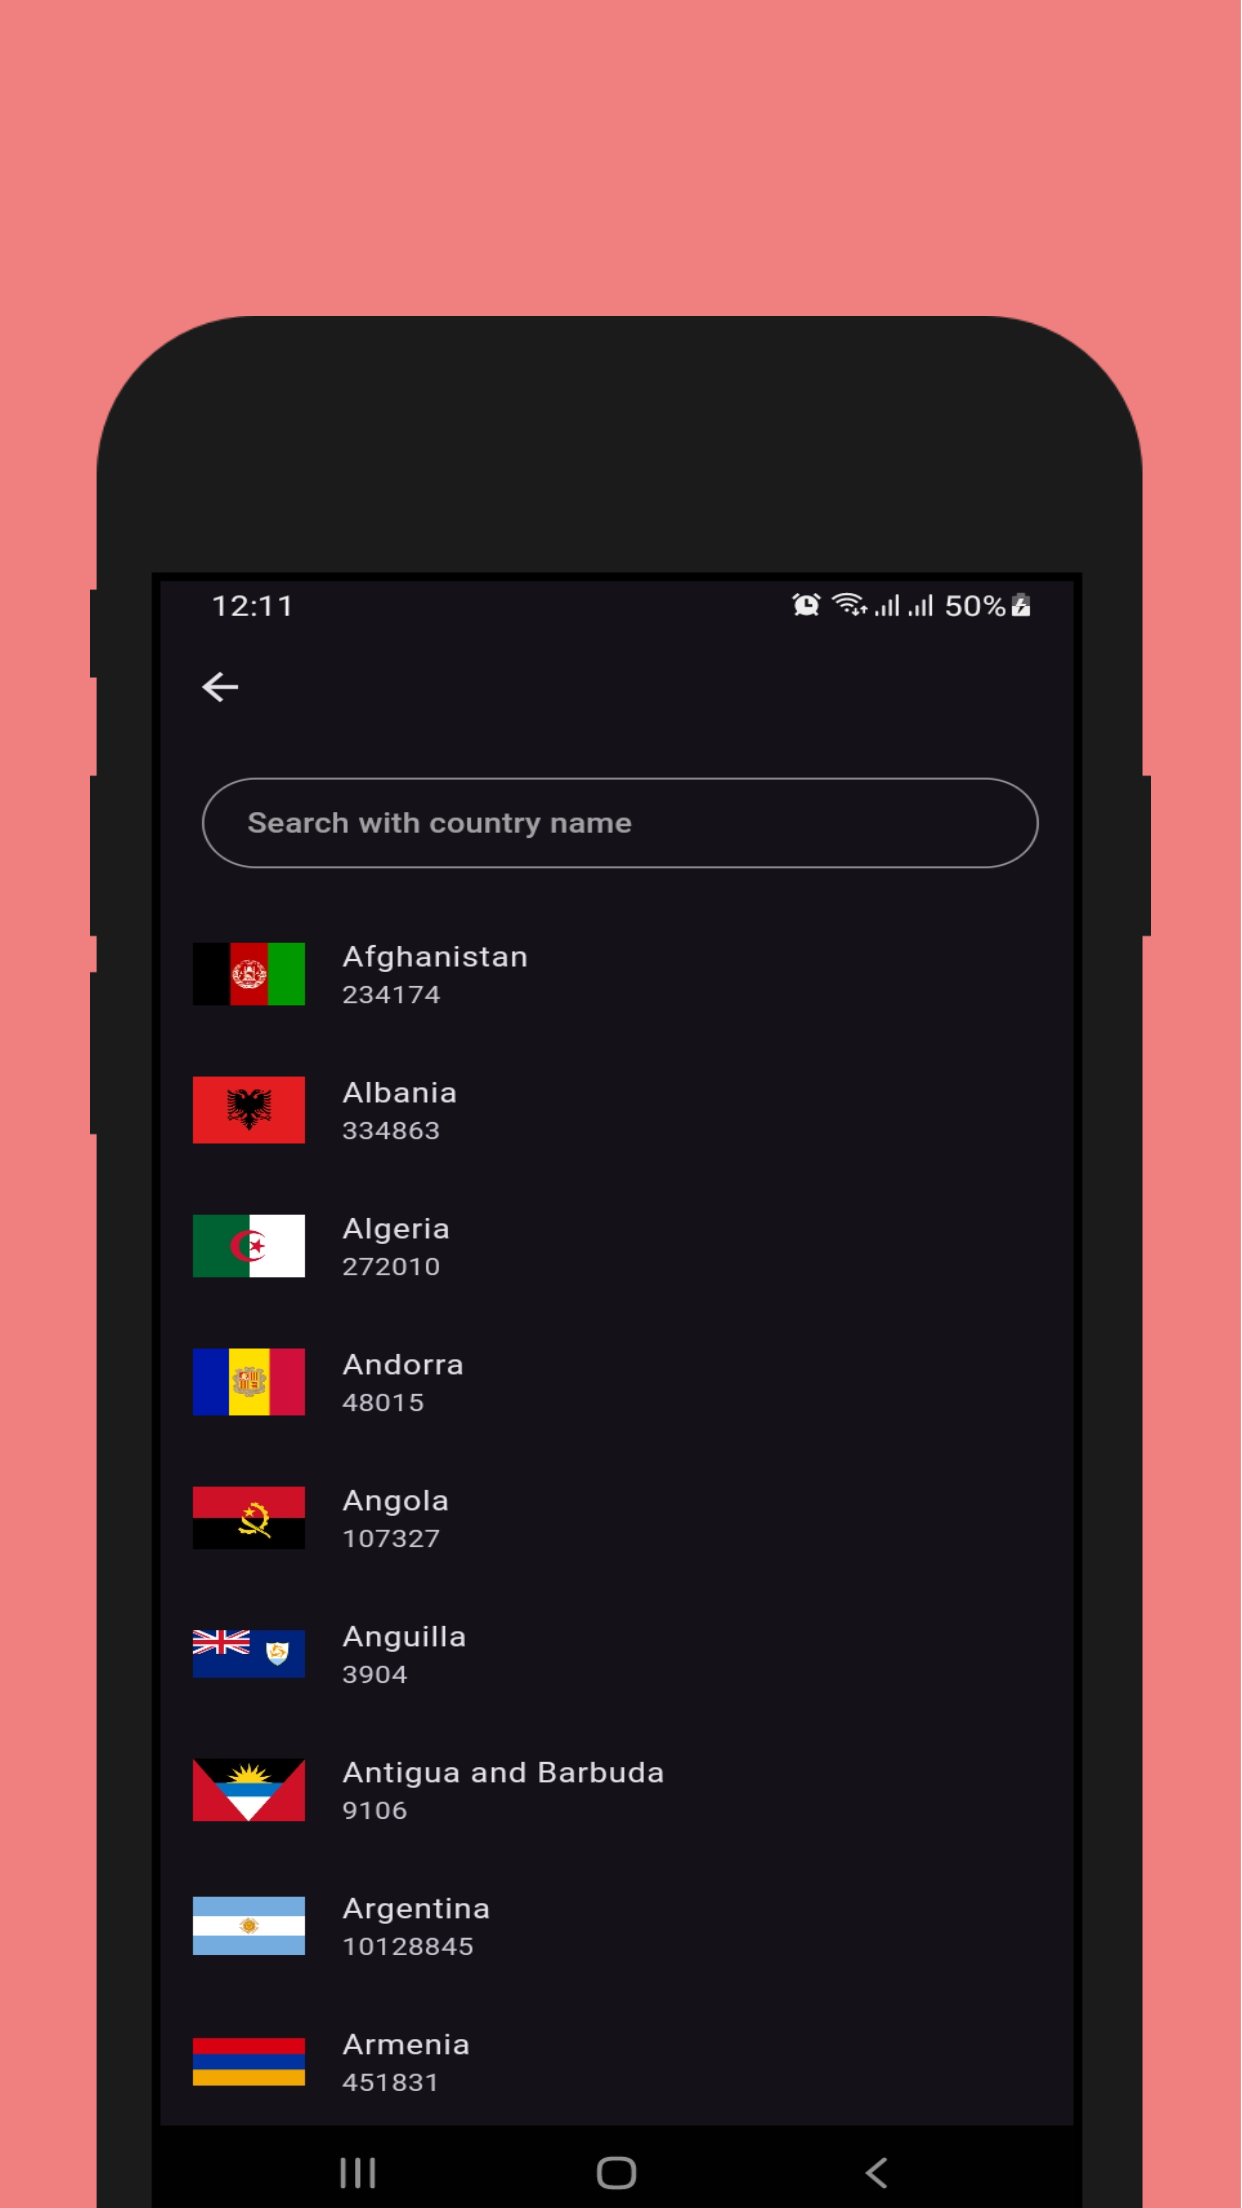 12:11
50%
Search with country name
Afghanistan
234174
Albania
334863
Algeria
272010
Andorra
48015
Angola
107327
Anguilla
3904
Antigua and Barbuda
9106
Argentina
10128845
Armenia
451831